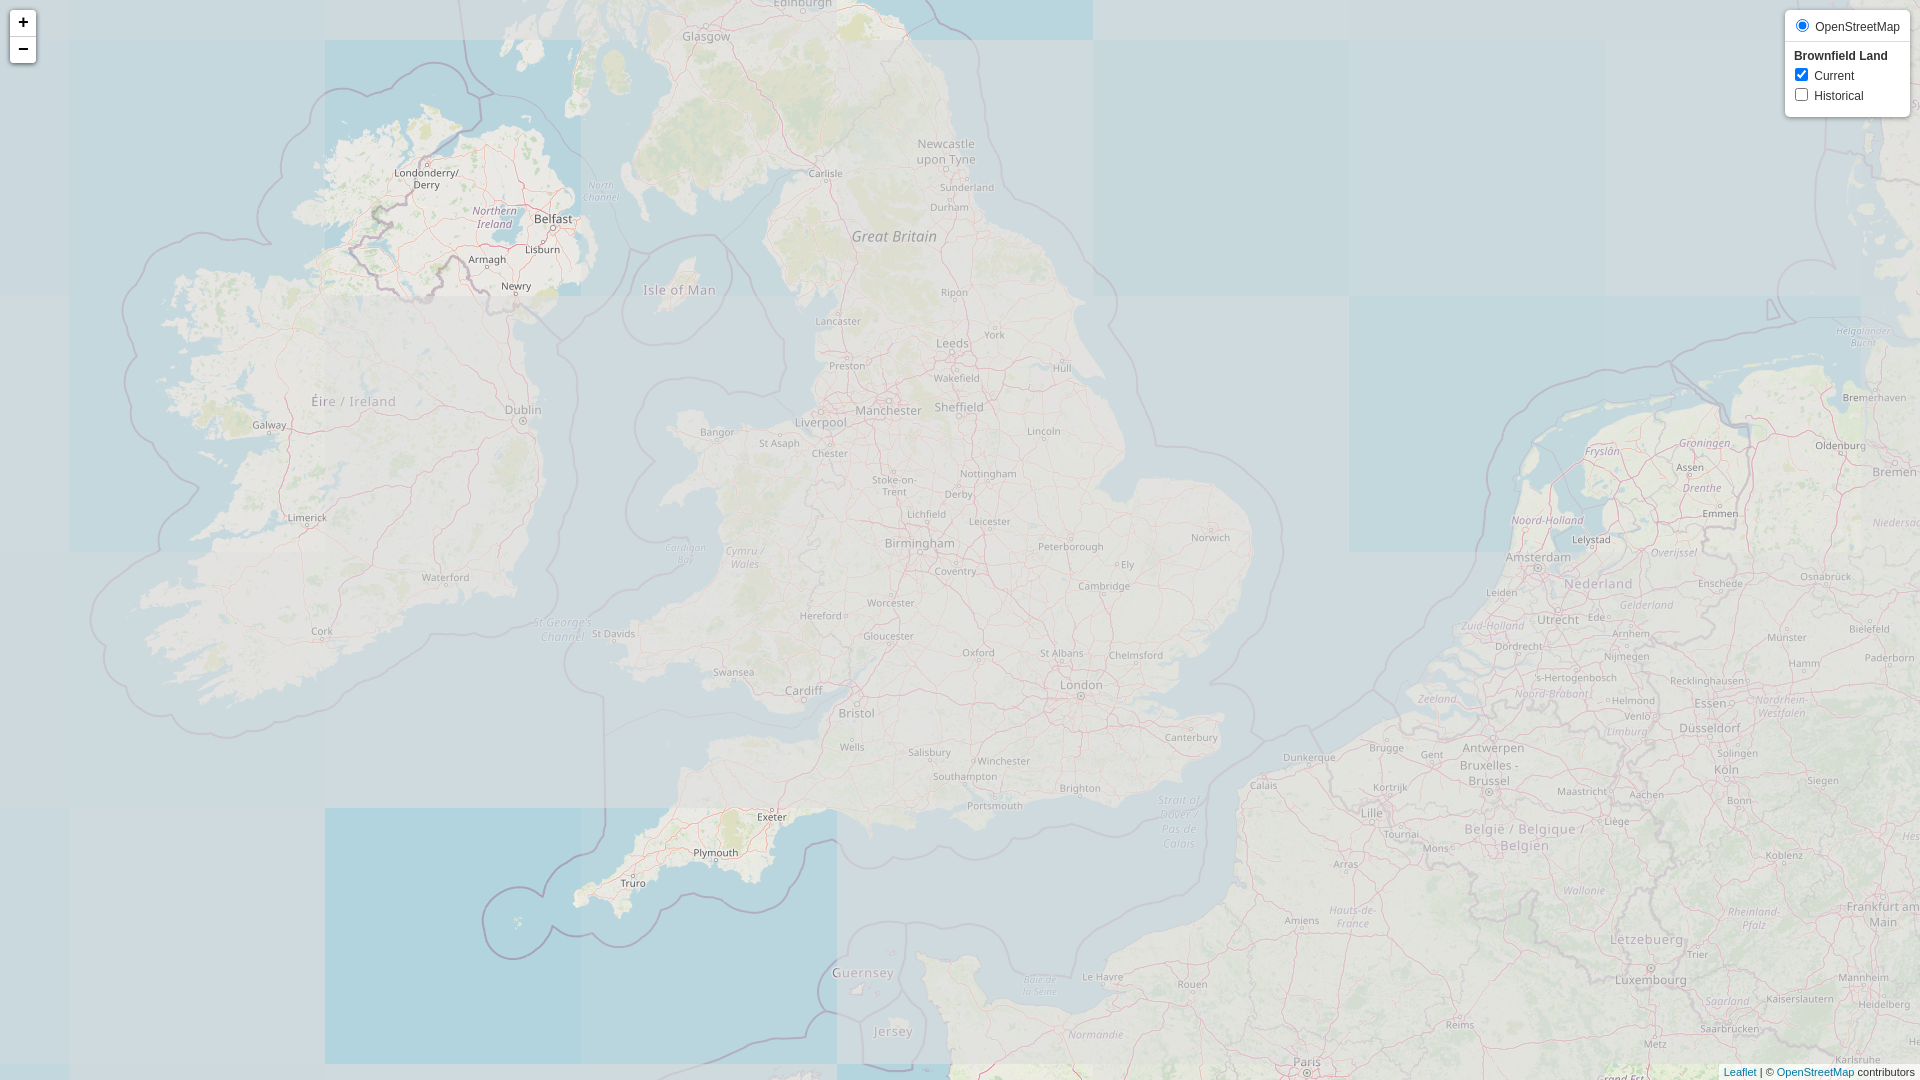 +
−
OpenStreetMap
Brownfield Land
Current
Historical
Edinburgh
Glasgow
Newcastle
upon Tyne
Londonderry/
Derry
Carlisle
North
Channel
Sunderland
Durham
Northern
Ireland
Belfast
Great Britain
Lisburn
Armagh
Newry
Isle of Man
Ripon
Lancaster
Helgoländer
Bucht
York
Leeds
Preston
Hull
Wakefield
Éire / Ireland
Dublin
Manchester
Sheffield
Bremerhaven
Galway
Liverpool
Bangor
St Asaph
Lincoln
Chester
Groningen
Oldenburg
Fryslân
Assen
Bremen
Nottingham
Stoke-on-
Trent
Derby
Drenthe
Limerick
Lichfield
Leicester
Emmen
Noord-Holland
Niedersac
Norwich
Lelystad
Birmingham
Peterborough
Cardigan
Bay
Cymru /
Wales
Amsterdam
Overijssel
Ely
Coventry
Waterford
Cambridge
Nederland
Enschede
Osnabrück
Leiden
Worcester
Gelderland
Hereford
Utrecht
Ede
St George's
Channel
Cork
St Davids
Gloucester
Zuid-Holland
Arnhem
Münster
Bielefeld
Dordrecht
Oxford
St Albans
Chelmsford
Nijmegen
Hamm
Paderborn
Swansea
's-Hertogenbosch
Recklinghausen
Cardiff
London
Zeeland
Noord-Brabant
Helmond
Essen
Nordrhein-
Westfalen
Bristol
Venlo
Limburg
Düsseldorf
Canterbury
Wells
Salisbury
Winchester
Dunkerque
Brugge
Gent
Antwerpen
Solingen
Southampton
Bruxelles -
Brussel
Köln
Siegen
Brighton
Calais
Kortrijk
Maastricht
Aachen
Portsmouth
Strait of
Dover /
Pas de
Calais
Bonn
Exeter
Lille
Liège
Tournai
België / Belgique /
Belgien
Hes
Plymouth
Mons
Koblenz
Arras
Truro
Wallonie
Hauts-de-
France
Rheinland-
Pfalz
Frankfurt am
Main
Amiens
Lëtzebuerg
Trier
Guernsey
Le Havre
Baie de
la Seine
Rouen
Luxembourg
Mannheim
Saarland
Kaiserslautern
Heidelberg
Jersey
Normandie
Reims
Saarbrücken
Metz
Karlsruhe
Paris
Grand Est
Leaflet | © OpenStreetMap contributors